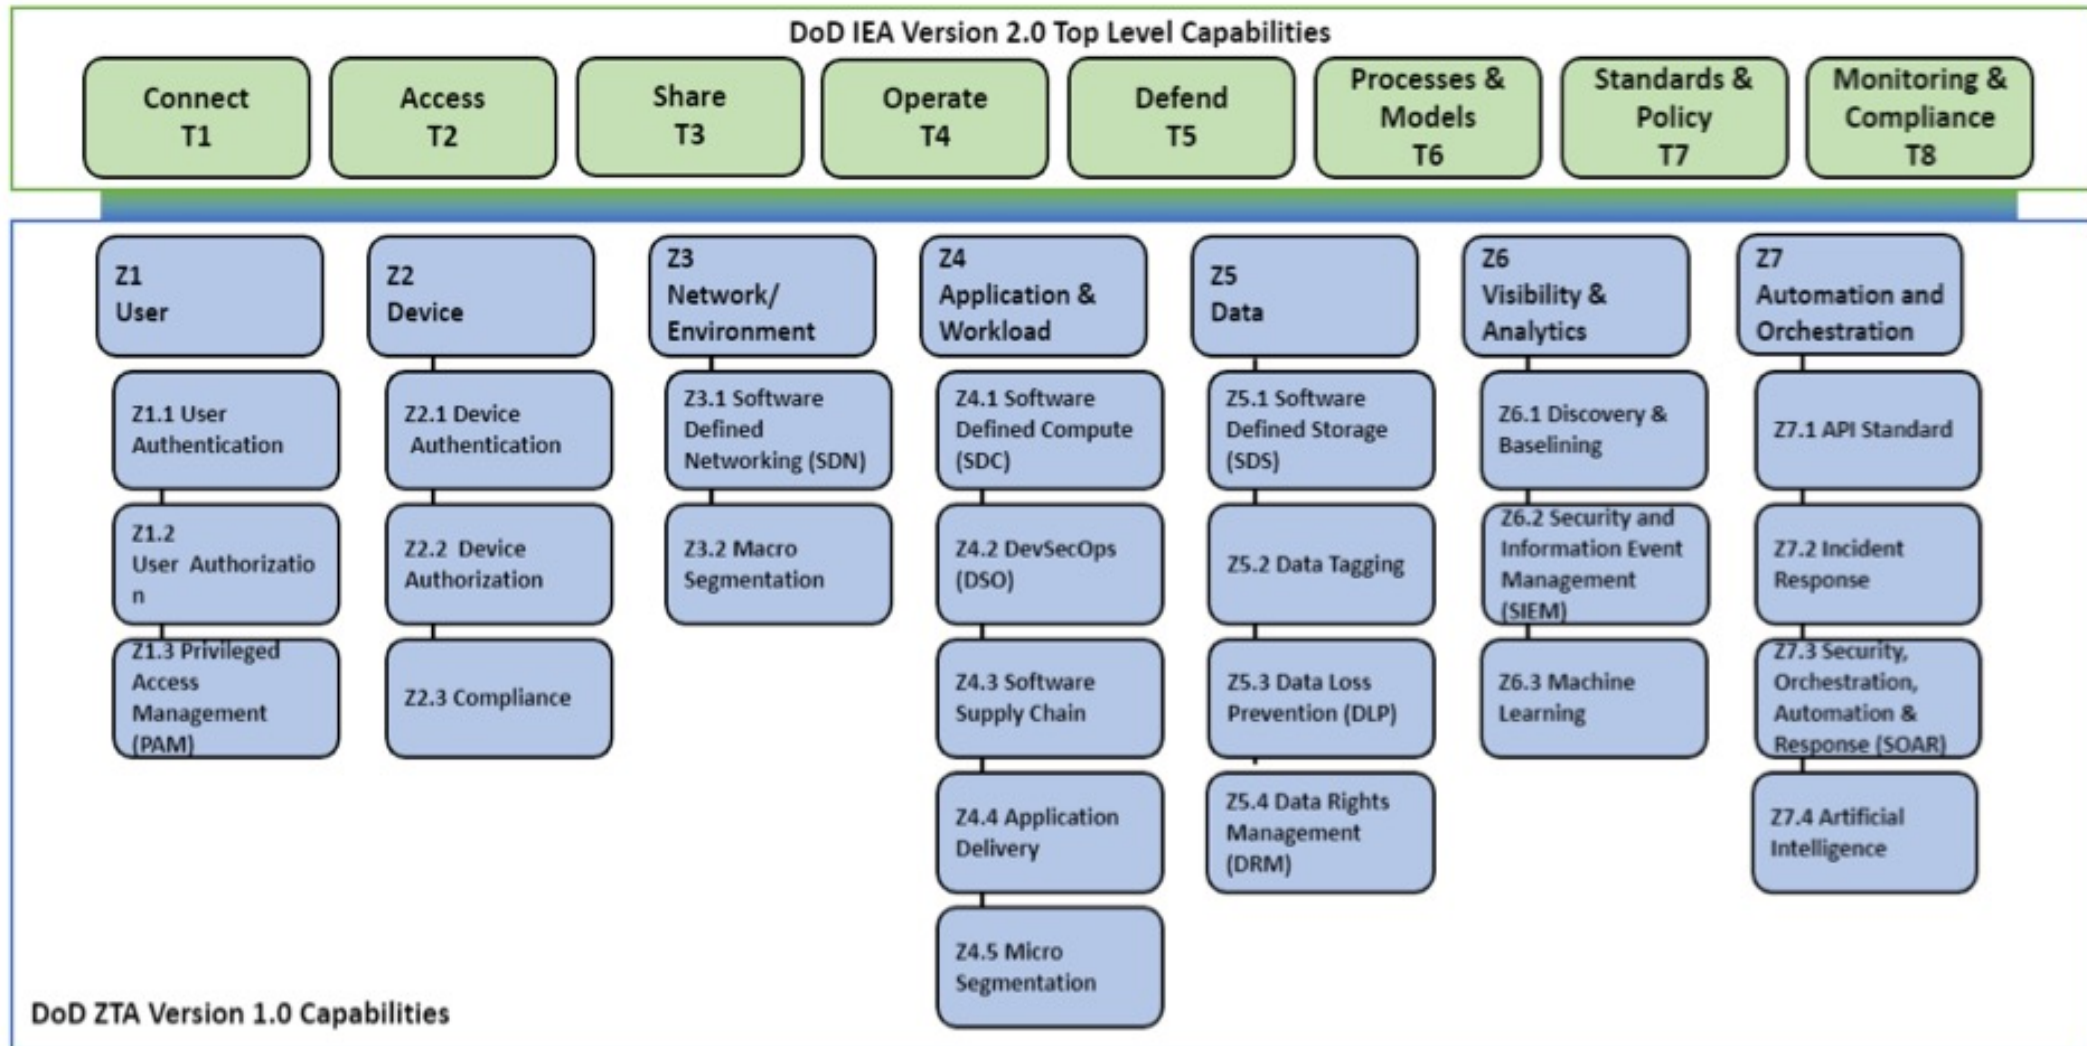 DoD IEA Version 2.0 Top Level Capabilities
Connect
T1
Access
T2
Share
T3
Operate
T4
Defend
T5
Processes &
Models
T6
Standards &
Policy
T7
Monitoring &
Compliance
T8
Z1
User
Z1.1 User
Authentication
Z1.2
User Authorizatio
n
Z1.3 Privileged
Access
Management
(PAM)
Z2
Device
Z2.1 Device
Authentication
Z2.2 Device
Authorization
Z2.3 Compliance
Z3
Network/
Environment
Z3.1 Software
Defined
Networking (SDN)
Z3.2 Macro
Segmentation
Z4
Application &
Workload
Z4.1 Software
Defined Compute
(SDC)
Z4.2 DevSecOps
(DSO)
Z4.3 Software
Supply Chain
Z4.4 Application
Delivery
Z4.5 Micro
Segmentation
Z5
Data
Z5.1 Software
Defined Storage
(SDS)
Z5.2 Data Tagging
Z5.3 Data Loss
Prevention (DLP)
Z5.4 Data Rights
Management
(DRM)
Z6
Visibility &
Analytics
Z6.1 Discovery &
Baselining
Z6.2 Security and
Information Event
Management
(SIEM)
Z6.3 Machine
Learning
Z7
Automation and
Orchestration
Z7.1 API Standard
Z7.2 Incident
Response
Z7.3 Security,
Orchestration,
Automation &
Response (SOAR)
Z7.4 Artificial
Intelligence
DoD ZTA Version 1.0 Capabilities